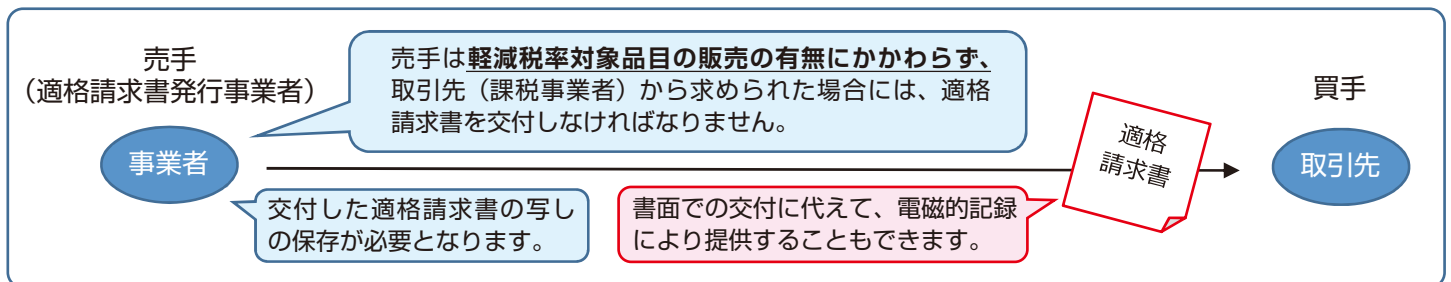 売手
（適格請求書発行事業者）
事業者
売手は軽減税率対象品目の販売の有無にかかわらず、
取引先（課税事業者）から求められた場合には、適格
請求書を交付しなければなりません。
交付した適格請求書の写し
の保存が必要となります。
書面での交付に代えて、電磁的記録
により提供することもできます。
適格
請求書
買手
取引先